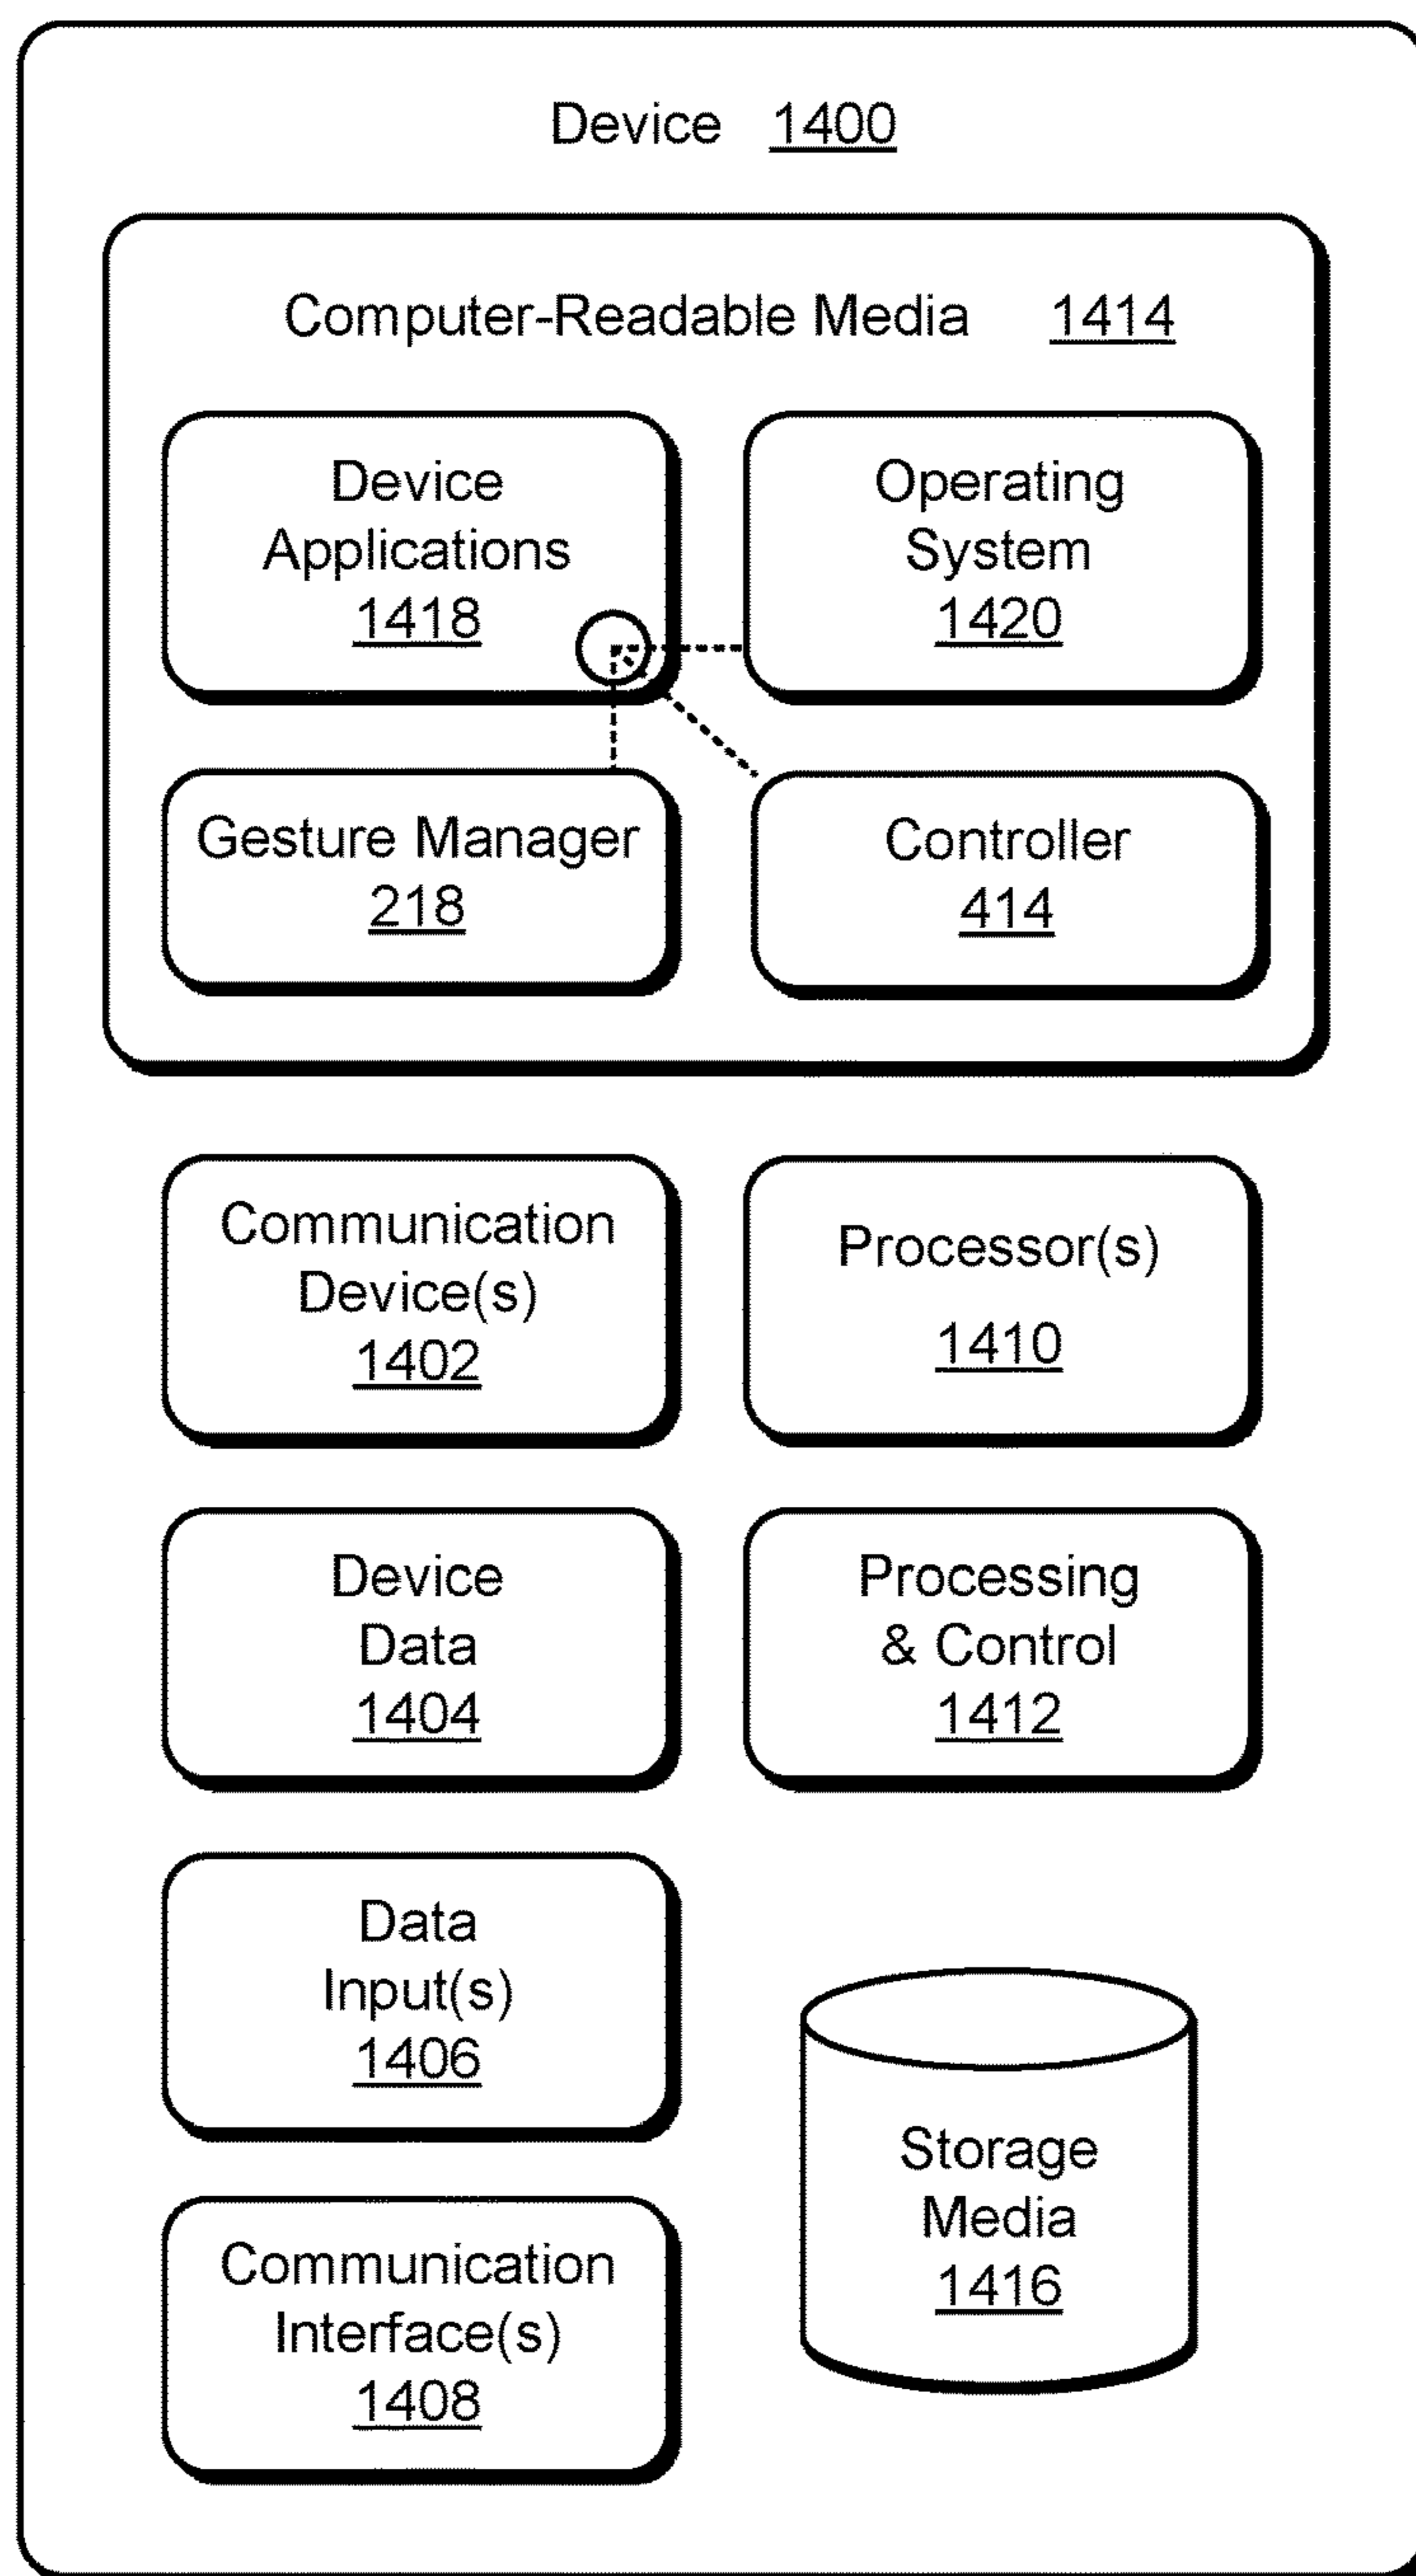 Device 1400
Computer-Readable Media 1414
Device
Applications
1418
Operating
System
1420
Gesture Manager
218
Controller
414
Communication
Device(s)
1402
Processor(s)
1410
Device
Data
1404
Processing
& Control
1412
Data
Input(s)
1406
Storage
Media
1416
Communication
Interface(s)
1408